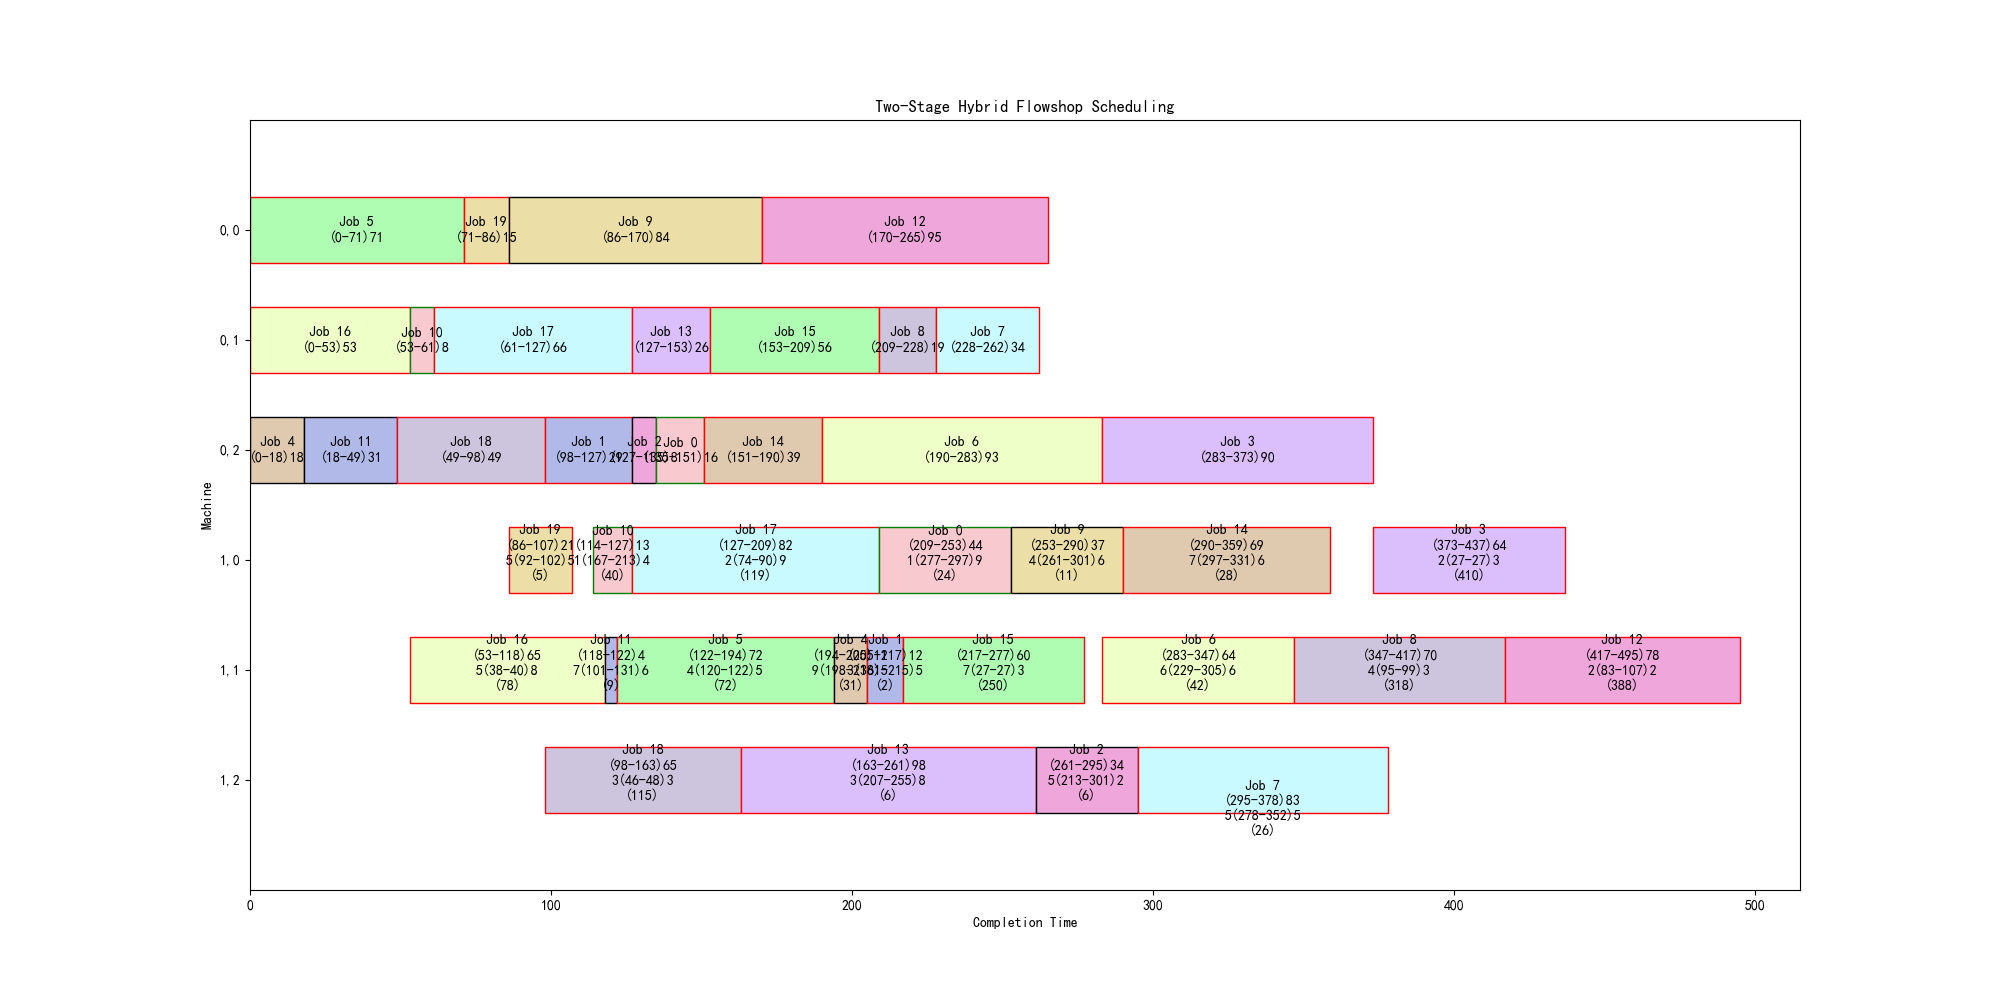 Two-Stage Hybrid Flowshop Scheduling
0,0
Job 5
(0-71)71
Job 19
(71-86)15
Job 9
(86-170)84
Job 12
(170-265)95
0,1
Job 16
(0-53)53
Job 10
(53-61)8
Job 17
(61-127)66
Job 13
(127-153)26
Job 15
(153-209)56
Job 8
(209-228)19
Job 7
(228-262)34
0,2
Job 4
(0-18)18
Job 11
(18-49)31
Job 18
(49-98)49
Job 1
(98-127)29
Job 2
(127-135)8
Job 0
(135-151)16
Job 14
(151-190)39
Job 6
(190-283)93
Job 3
(283-373)90
Machine
1,0
Job 19
(86-107)21
5(92-102)5
(5)
Job 10
(114-127)13
1(167-213)4
(40)
Job 17
(127-209)82
2(74-90)9
(119)
Job 0
(209-253)44
1(277-297)9
(24)
Job 9
(253-290)37
4(261-301)6
(11)
Job 14
(290-359)69
7(297-331)6
(28)
Job 3
(373-437)64
2(27-27)3
(410)
1,1
Job 16
(53-118)65
5(38-40)8
(78)
Job 11
(118-122)4
7(101-131)6
(9)
Job 5
(122-194)72
4(120-122)5
(72)
Job 4
(31)
Job 1
(205-217)12
(2)
Job 15
(217-277)60
7(27-27)3
(250)
Job 6
(283-347)64
6(229-305)6
(42)
Job 8
(347-417)70
4(95-99)3
(318)
Job 12
(417-495)78
2(83-107)2
(388)
1,2
Job 18
(98-163)65
3(46-48)3
(115)
Job 13
(163-261)98
3(207-255)8
(6)
Job 2
(261-295)34
5(213-301)2
(6)
Job 7
(295-378)83
5(278-352)5
(26)
0
100
200
300
400
500
Completion Time